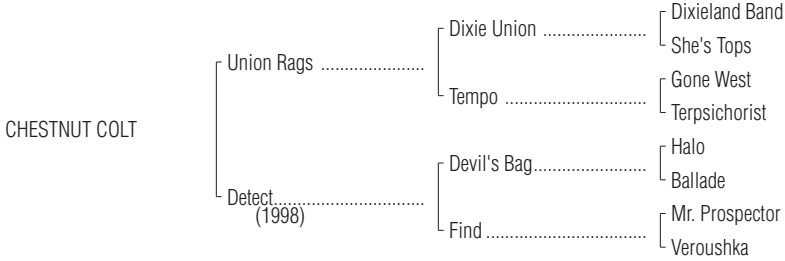 CHESTNUT COLT
Union Rags ......................
Detect................................
(1998)
Dixie Union ......................
Tempo ..............................
Devil's Bag........................
Find ..................................
Dixieland Band
She's Tops
Gone West
Terpsichorist
Halo
Ballade
Mr. Prospector
Veroushka